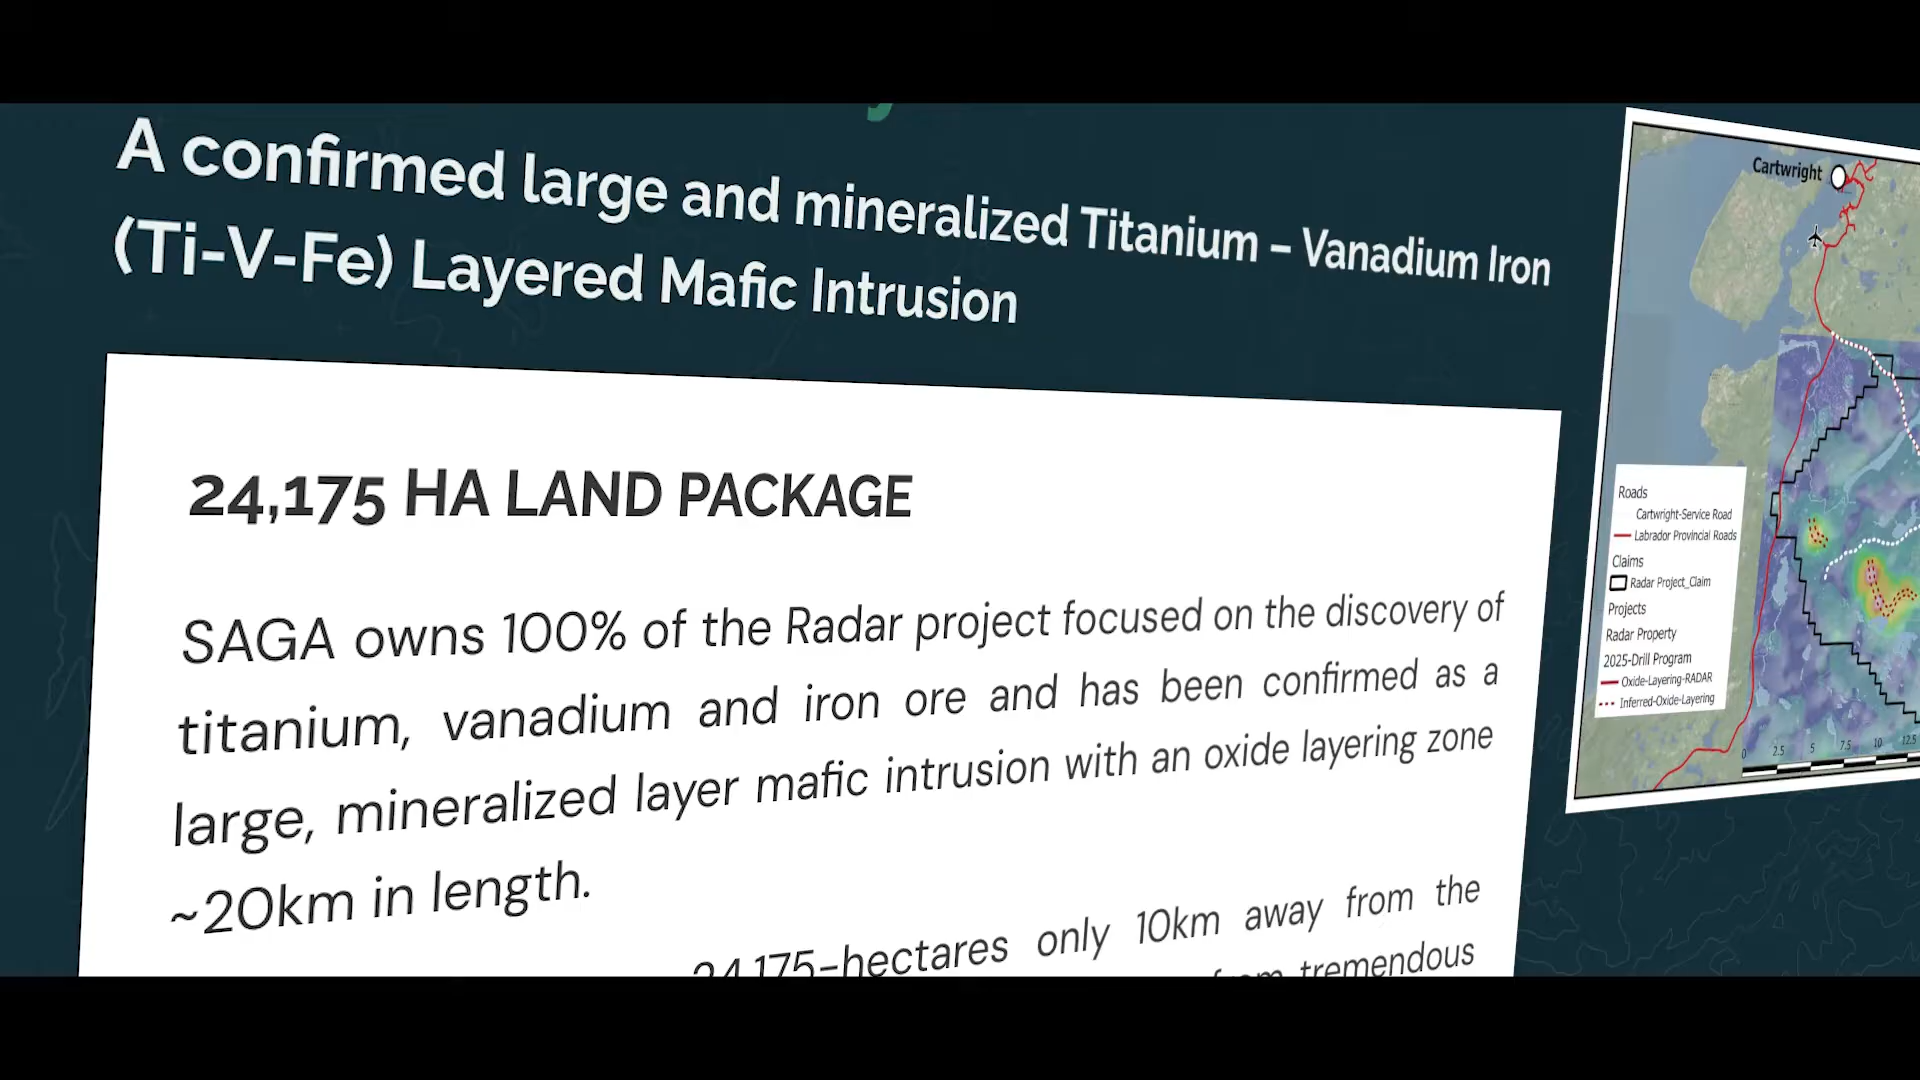 A confirmed large and mineralized Titanium – Vanadium Iron
(Ti-V-Fe) Layered Mafic Intrusion
24,175 HA LAND PACKAGE
SAGA owns 100% of the Radar project focused on the discovery of
titanium, vanadium and iron ore and has been confirmed as a
large, mineralized layer mafic intrusion with an oxide layering zone
~20km in length.
24,175-hectares only 10km away from the
from tremendous
Cartwright
Roads
Cartwright-Service Road
Labrador Provincial Roads
Claims
Radar Project_Claim
Projects
Radar Property
2025-Drill Program
Oxide-Layering-RADAR
Inferred-Oxide-Layering
0 2.5 5 7.5 10 12.5